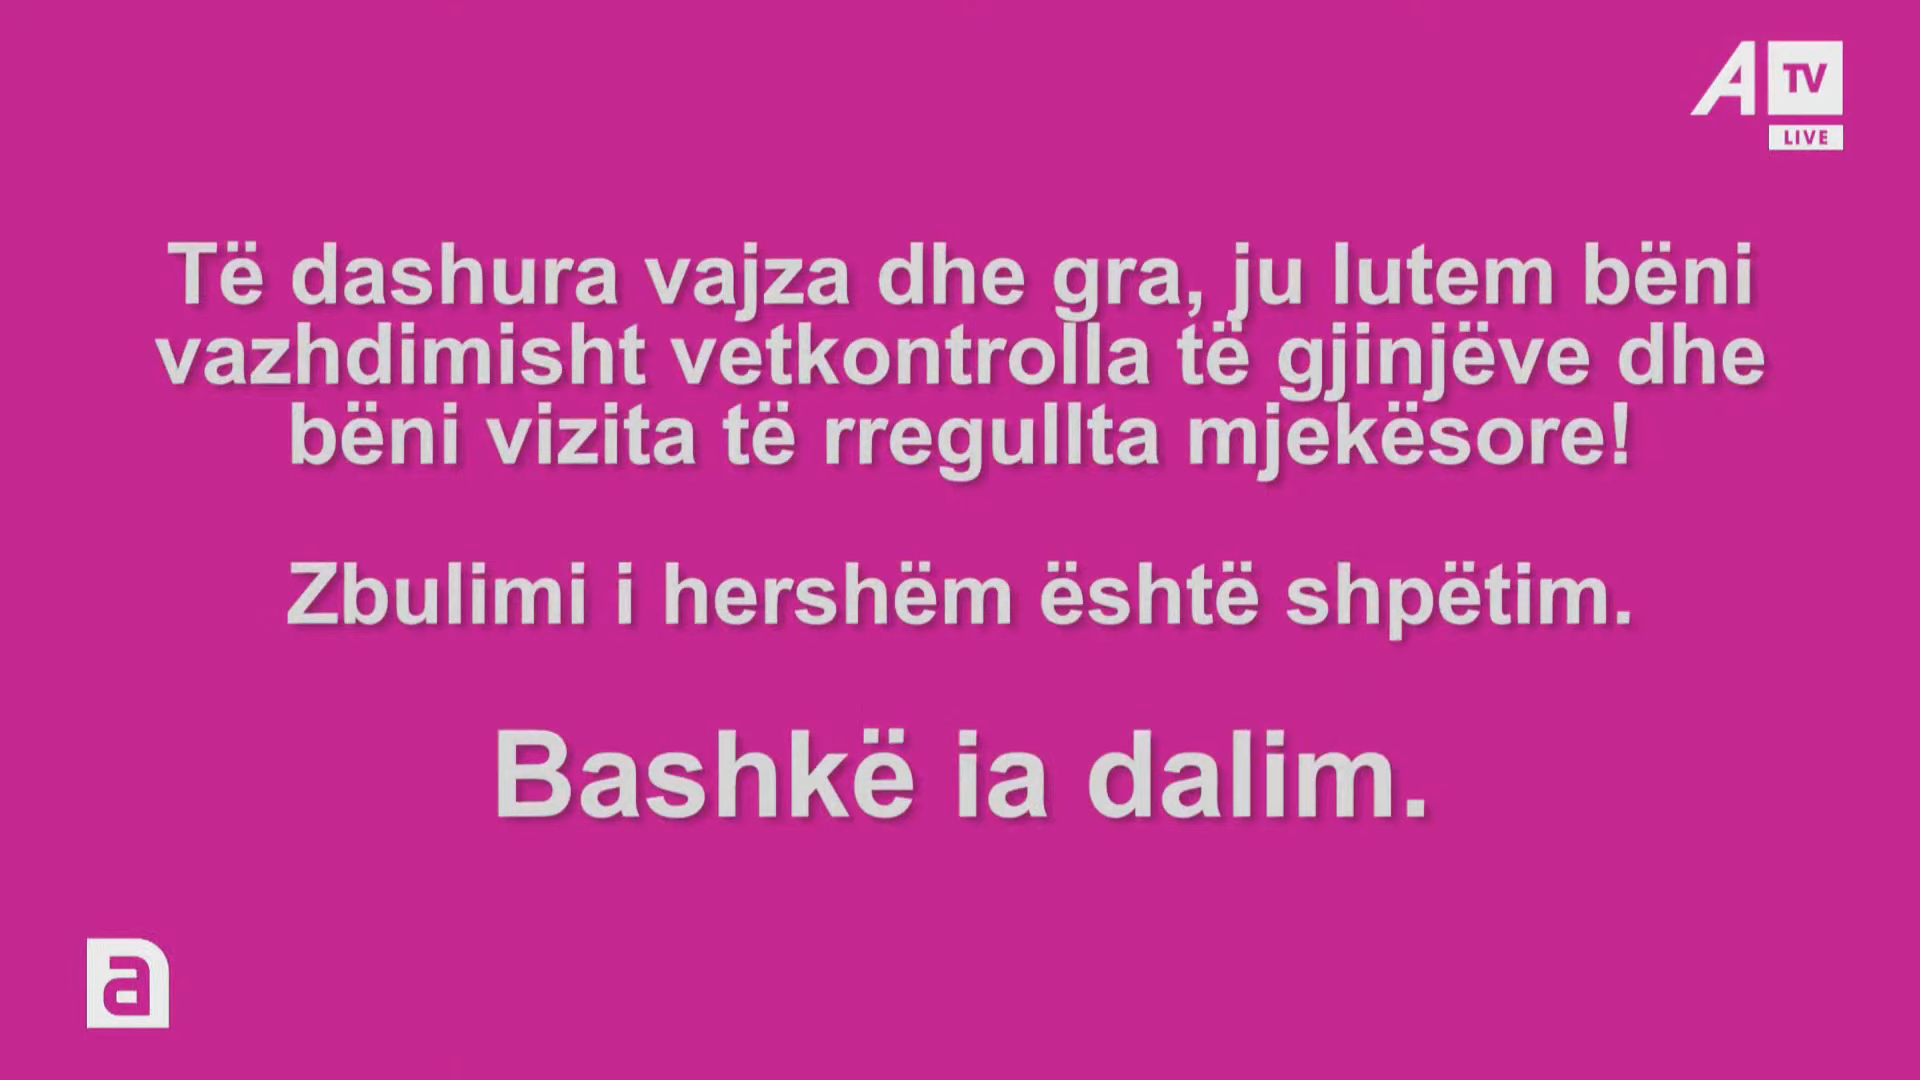 A TV
LIVE
Të dashura vajza dhe gra, ju lutem bëni
vazhdimisht vetkontrolla të gjinjëve dhe
bëni vizita të rregullta mjekësore!
Zbulimi i hershëm është shpëtim.
Bashkë ia dalim.
a